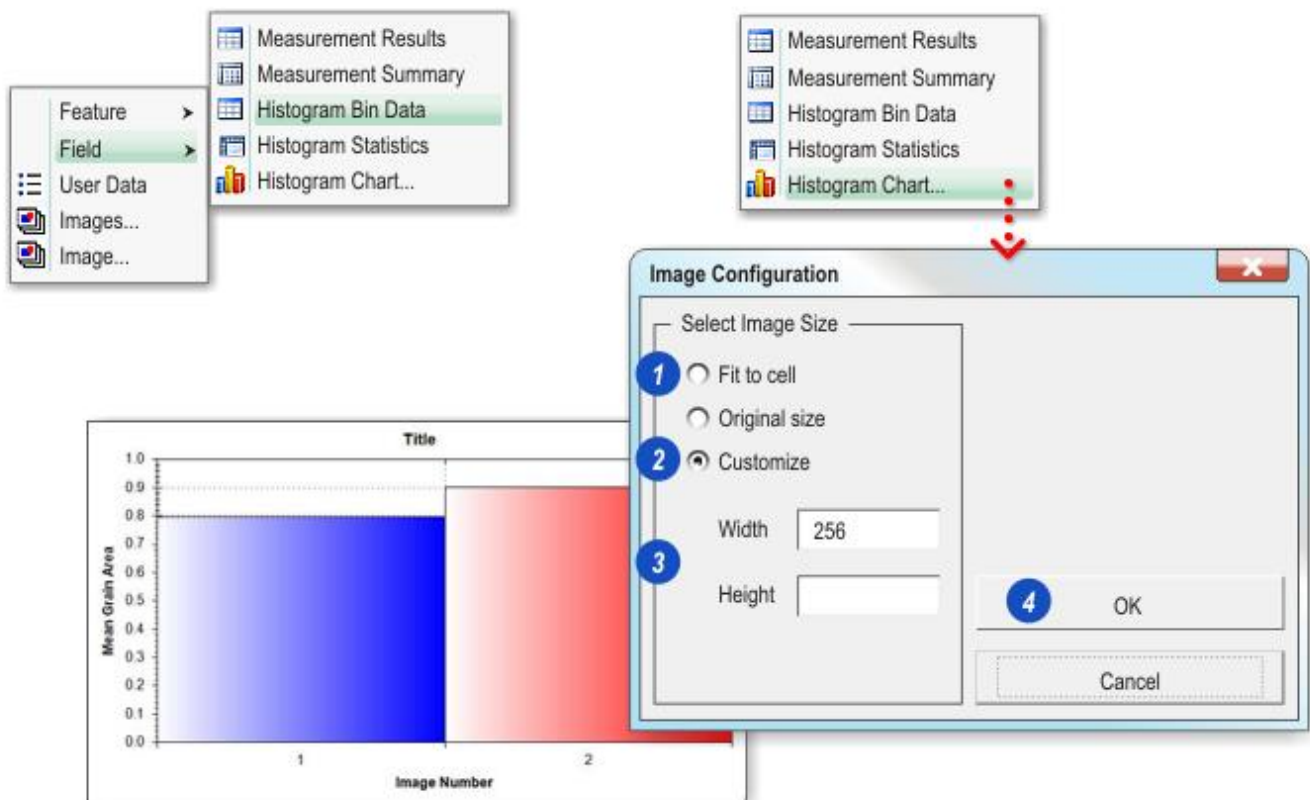 Feature
Field
User Data
Images...
Image...
Measurement Results
Measurement Summary
Histogram Bin Data
Histogram Statistics
Histogram Chart...
Measurement Results
Measurement Summary
Histogram Bin Data
Histogram Statistics
Histogram Chart...
Image Configuration
Select Image Size
1 Fit to cell
Original size
2 Customize
Width 256
3
Height
4 OK
Cancel
Title
Mean Grain Area
1.0
0.9
0.8
0.7
0.6
0.5
0.4
0.3
0.2
0.1
0.0
1 2
Image Number